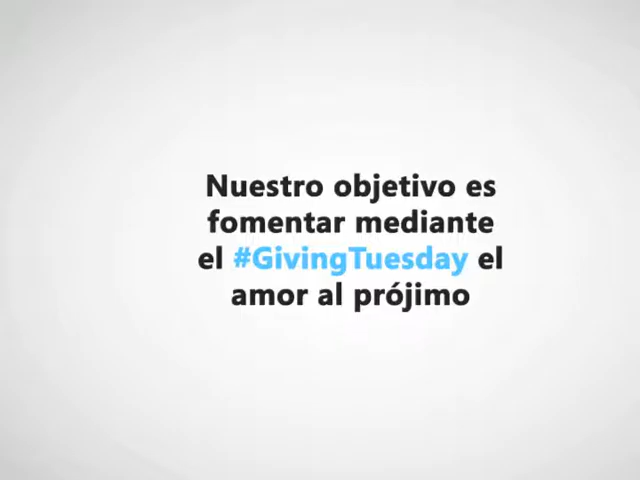 Nuestro objetivo es
fomentar mediante
el #GivingTuesday el
amor al prójimo